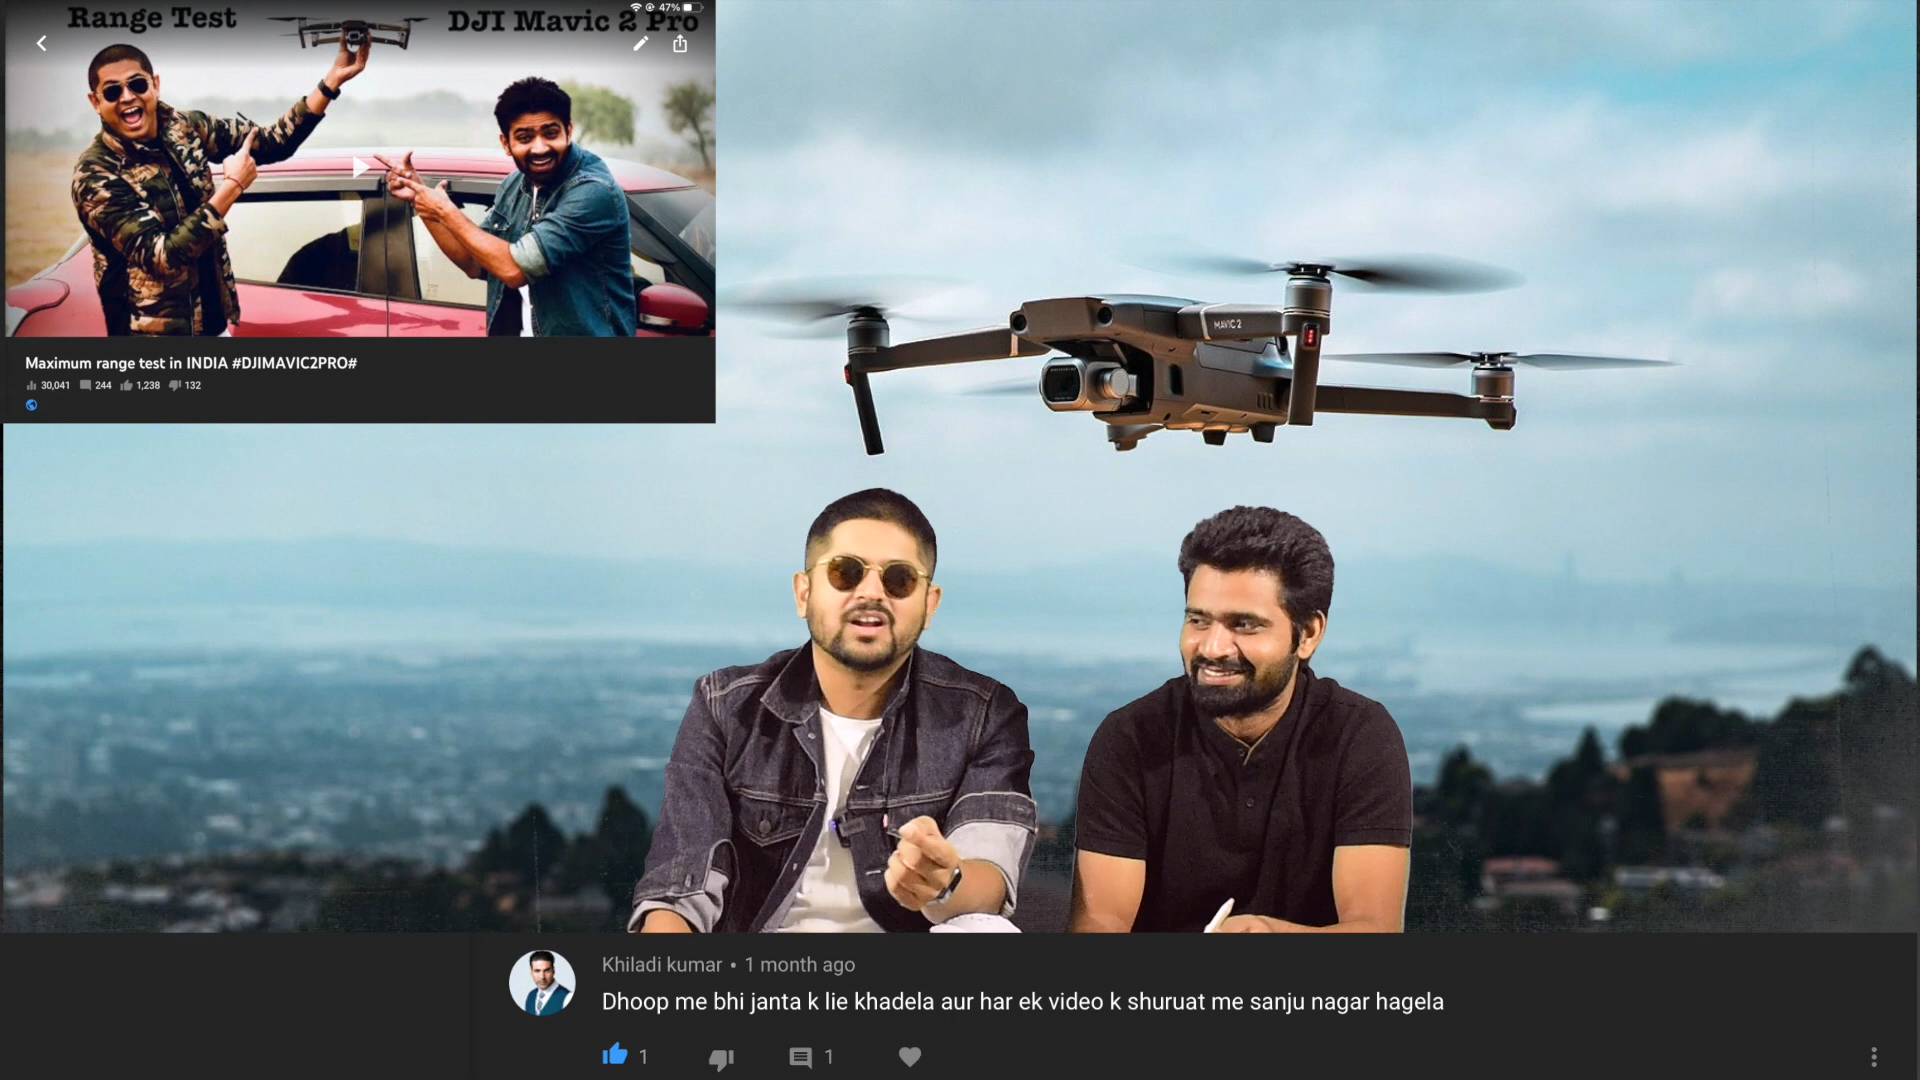 47%
Range Test
DJI Mavic 2 Pro
Maximum range test in INDIA #DJIMAVIC2PRO#
30,041 244 1,238 132
MAVIC 2
Khiladi kumar • 1 month ago
Dhoop me bhi janta k lie khadela aur har ek video k shuruat me sanju nagar hagela
1 1